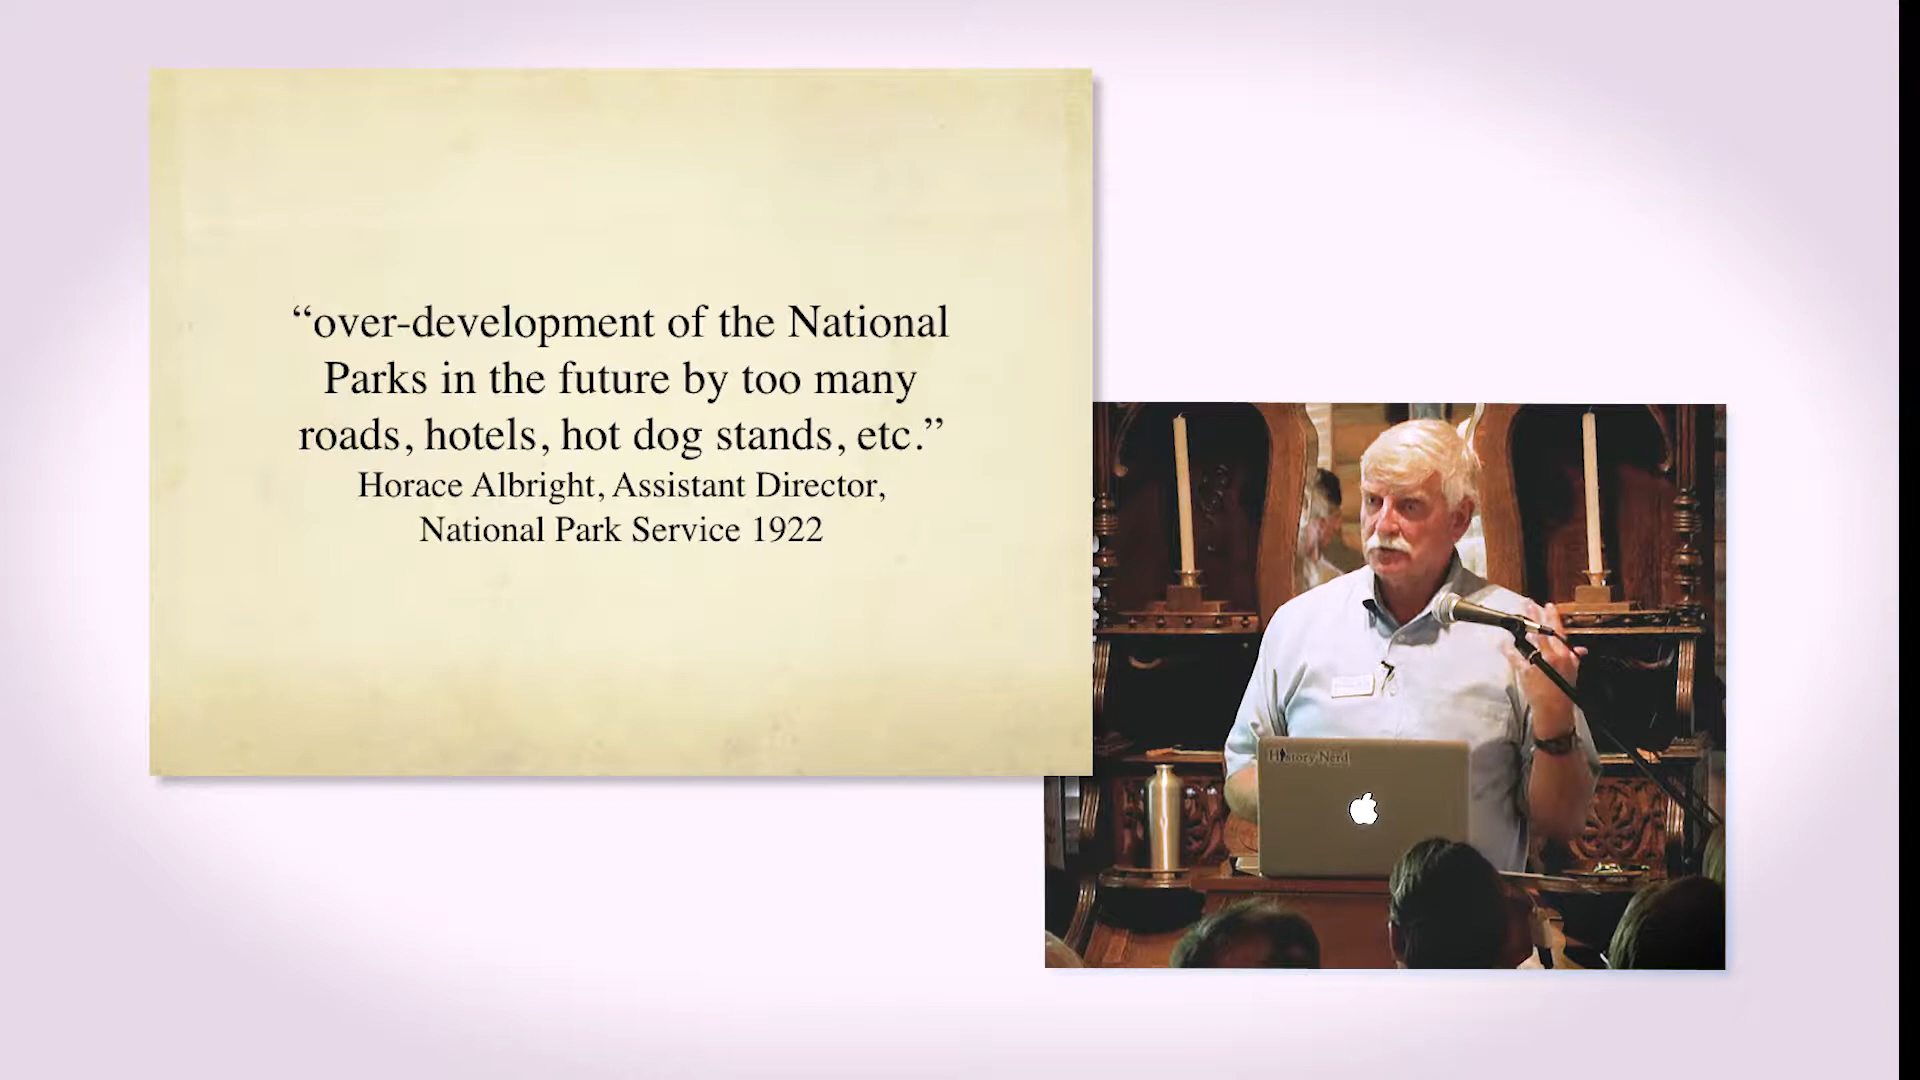 “over-development of the National
Parks in the future by too many
roads, hotels, hot dog stands, etc.”
Horace Albright, Assistant Director,
National Park Service 1922
History Nerd